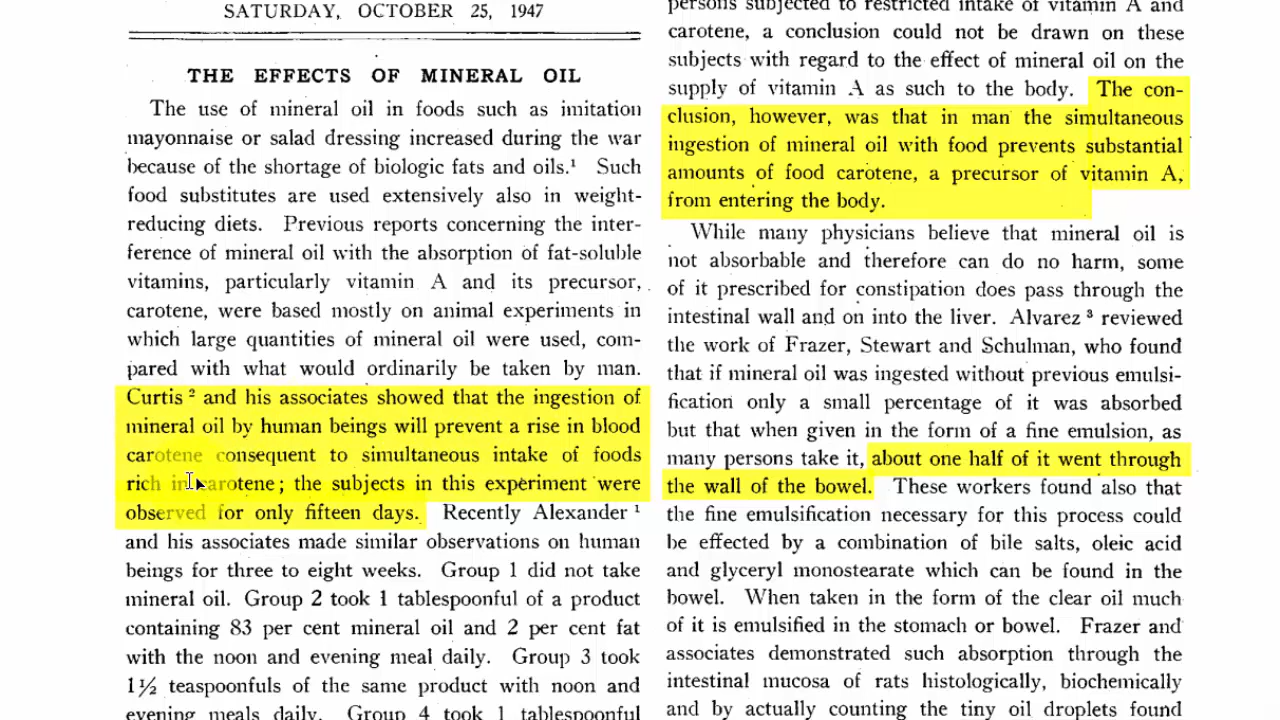 SATURDAY, OCTOBER 25, 1947
THE EFFECTS OF MINERAL OIL
The use of mineral oil in foods such as imitation
mayonnaise or salad dressing increased during the war
because of the shortage of biologic fats and oils.¹ Such
food substitutes are used extensively also in weight-
reducing diets. Previous reports concerning the inter-
ference of mineral oil with the absorption of fat-soluble
vitamins, particularly vitamin A and its precursor,
carotene, were based mostly on animal experiments in
which large quantities of mineral oil were used, com-
pared with what would ordinarily be taken by man.
Curtis ² and his associates showed that the ingestion of
mineral oil by human beings will prevent a rise in blood
carotene consequent to simultaneous intake of foods
rich in carotene; the subjects in this experiment were
observed for only fifteen days. Recently Alexander ¹
and his associates made similar observations on human
beings for three to eight weeks. Group 1 did not take
mineral oil. Group 2 took 1 tablespoonful of a product
containing 83 per cent mineral oil and 2 per cent fat
with the noon and evening meal daily. Group 3 took
1½ teaspoonfuls of the same product with noon and
evening meals daily. Group 4 took 1 tablespoonful
persons subjected to restricted intake of vitamin A and
carotene, a conclusion could not be drawn on these
subjects with regard to the effect of mineral oil on the
supply of vitamin A as such to the body. The con-
clusion, however, was that in man the simultaneous
ingestion of mineral oil with food prevents substantial
amounts of food carotene, a precursor of vitamin A,
from entering the body.
While many physicians believe that mineral oil is
not absorbable and therefore can do no harm, some
of it prescribed for constipation does pass through the
intestinal wall and on into the liver. Alvarez ³ reviewed
the work of Frazer, Stewart and Schulman, who found
that if mineral oil was ingested without previous emulsi-
fication only a small percentage of it was absorbed
but that when given in the form of a fine emulsion, as
many persons take it, about one half of it went through
the wall of the bowel. These workers found also that
the fine emulsification necessary for this process could
be effected by a combination of bile salts, oleic acid
and glyceryl monostearate which can be found in the
bowel. When taken in the form of the clear oil much
of it is emulsified in the stomach or bowel. Frazer and
associates demonstrated such absorption through the
intestinal mucosa of rats histologically, biochemically
and by actually counting the tiny oil droplets found